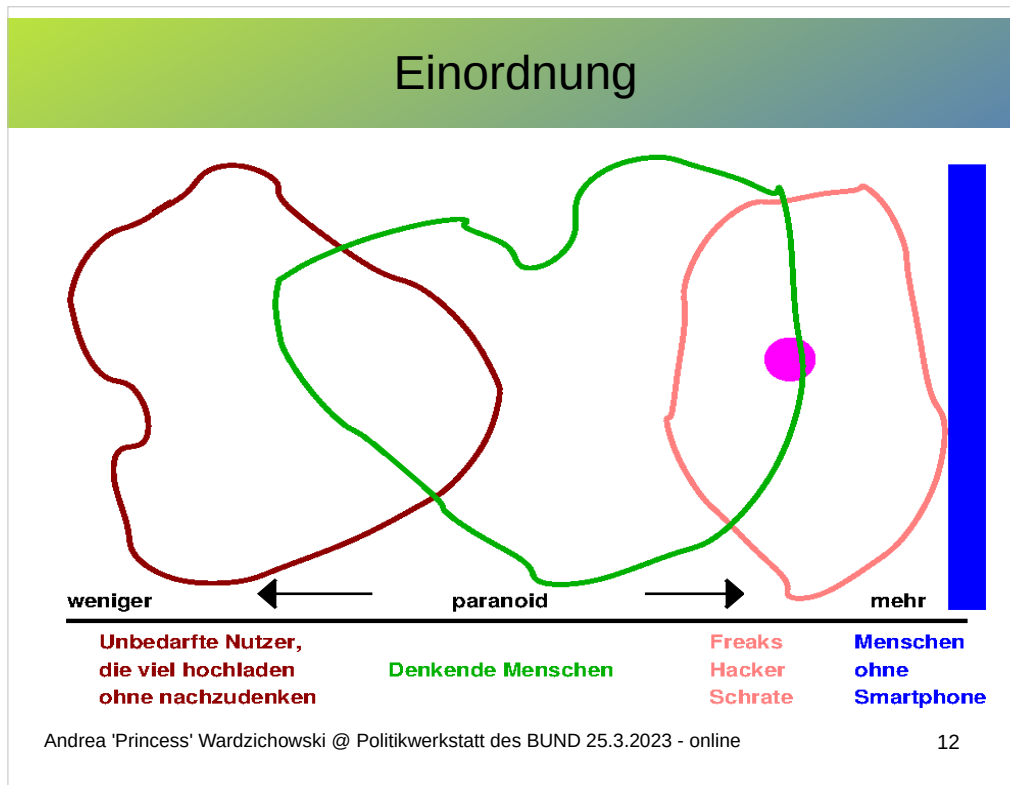 Einordnung
weniger paranoid mehr
Unbedarfte Nutzer,
die viel hochladen
ohne nachzudenken
Denkende Menschen
Freaks
Hacker
Schrate
Menschen
ohne
Smartphone
Andrea 'Princess' Wardzichowski @ Politikwerkstatt des BUND 25.3.2023 - online 12